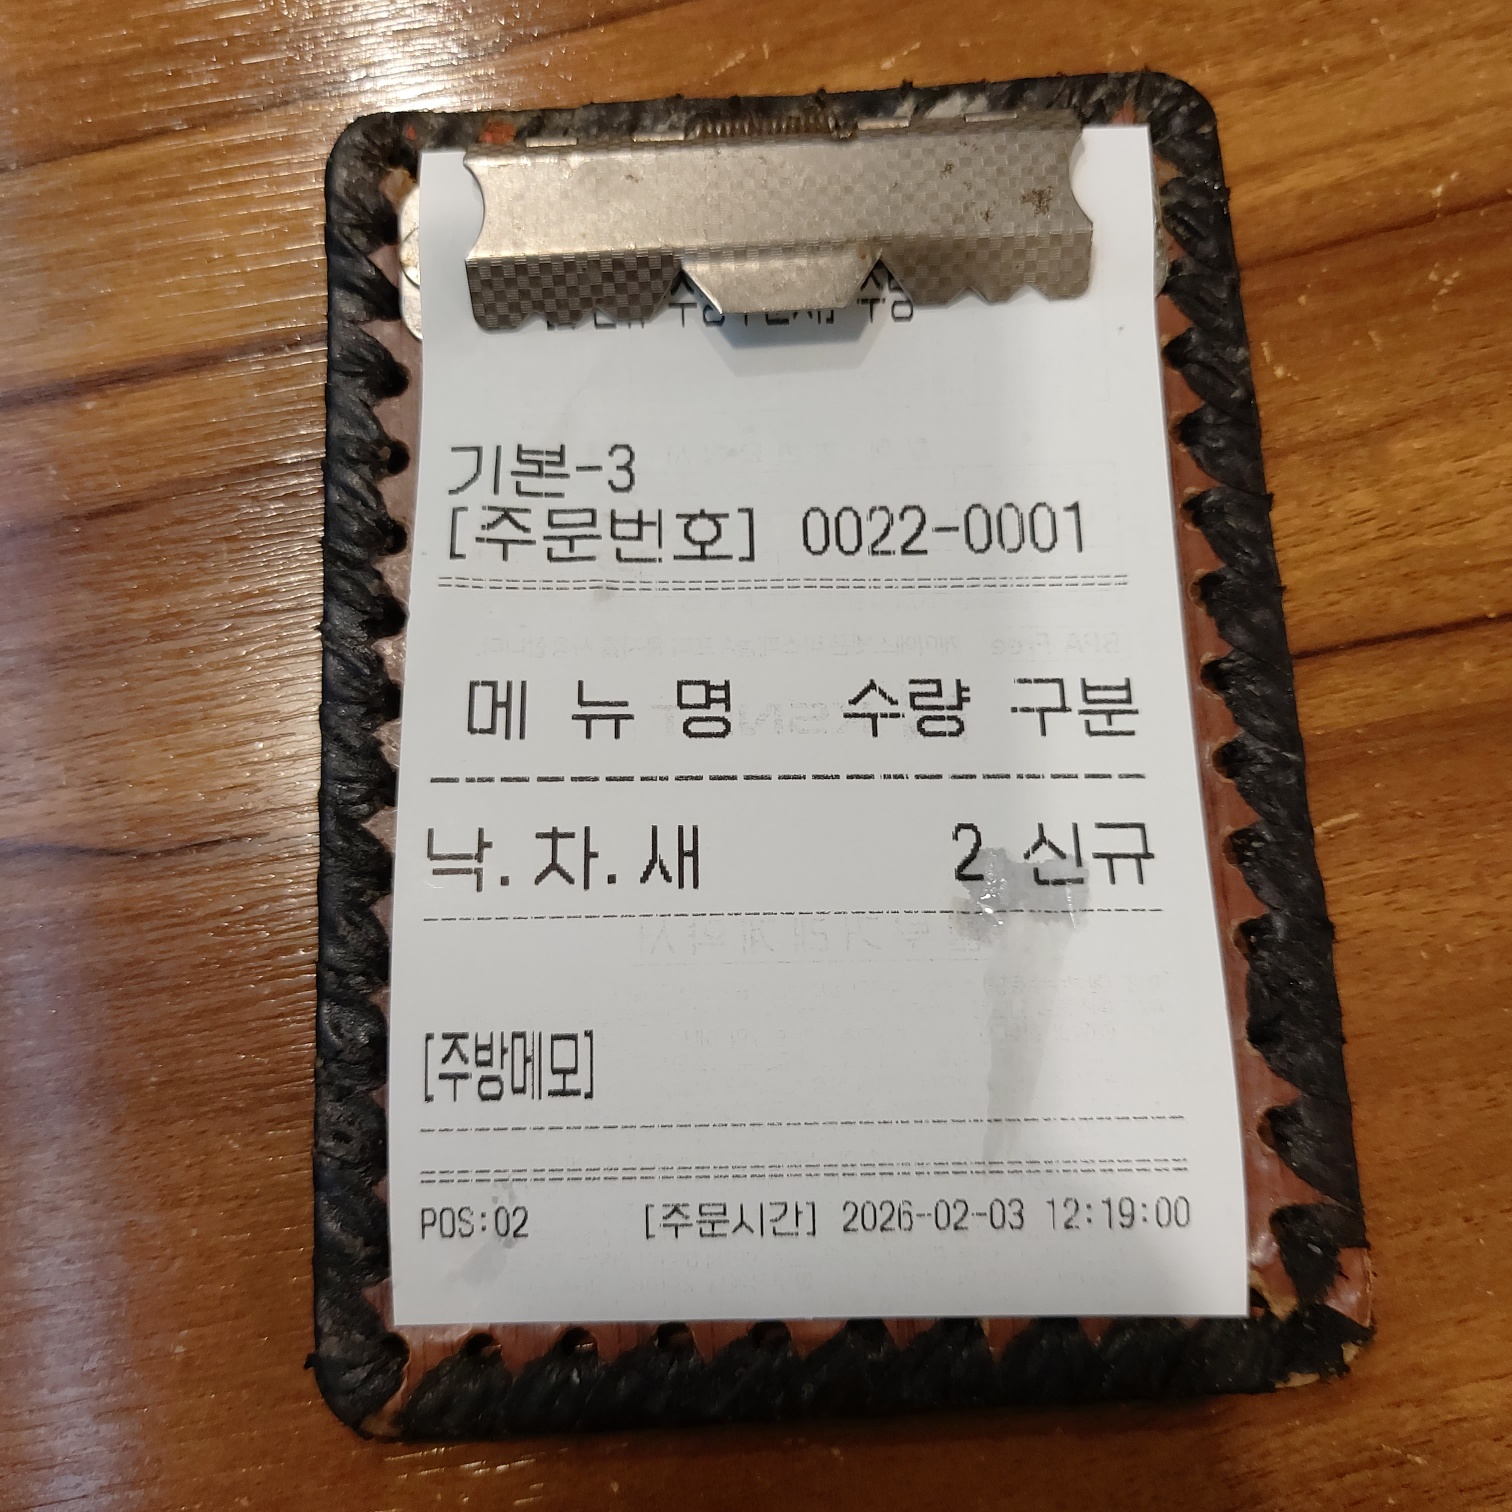 기본-3
[주문번호] 0022-0001
메 뉴 명 수량 구분
낙.차.새 2 신규
[주방메모]
POS:02 [주문시간] 2026-02-03 12:19:00